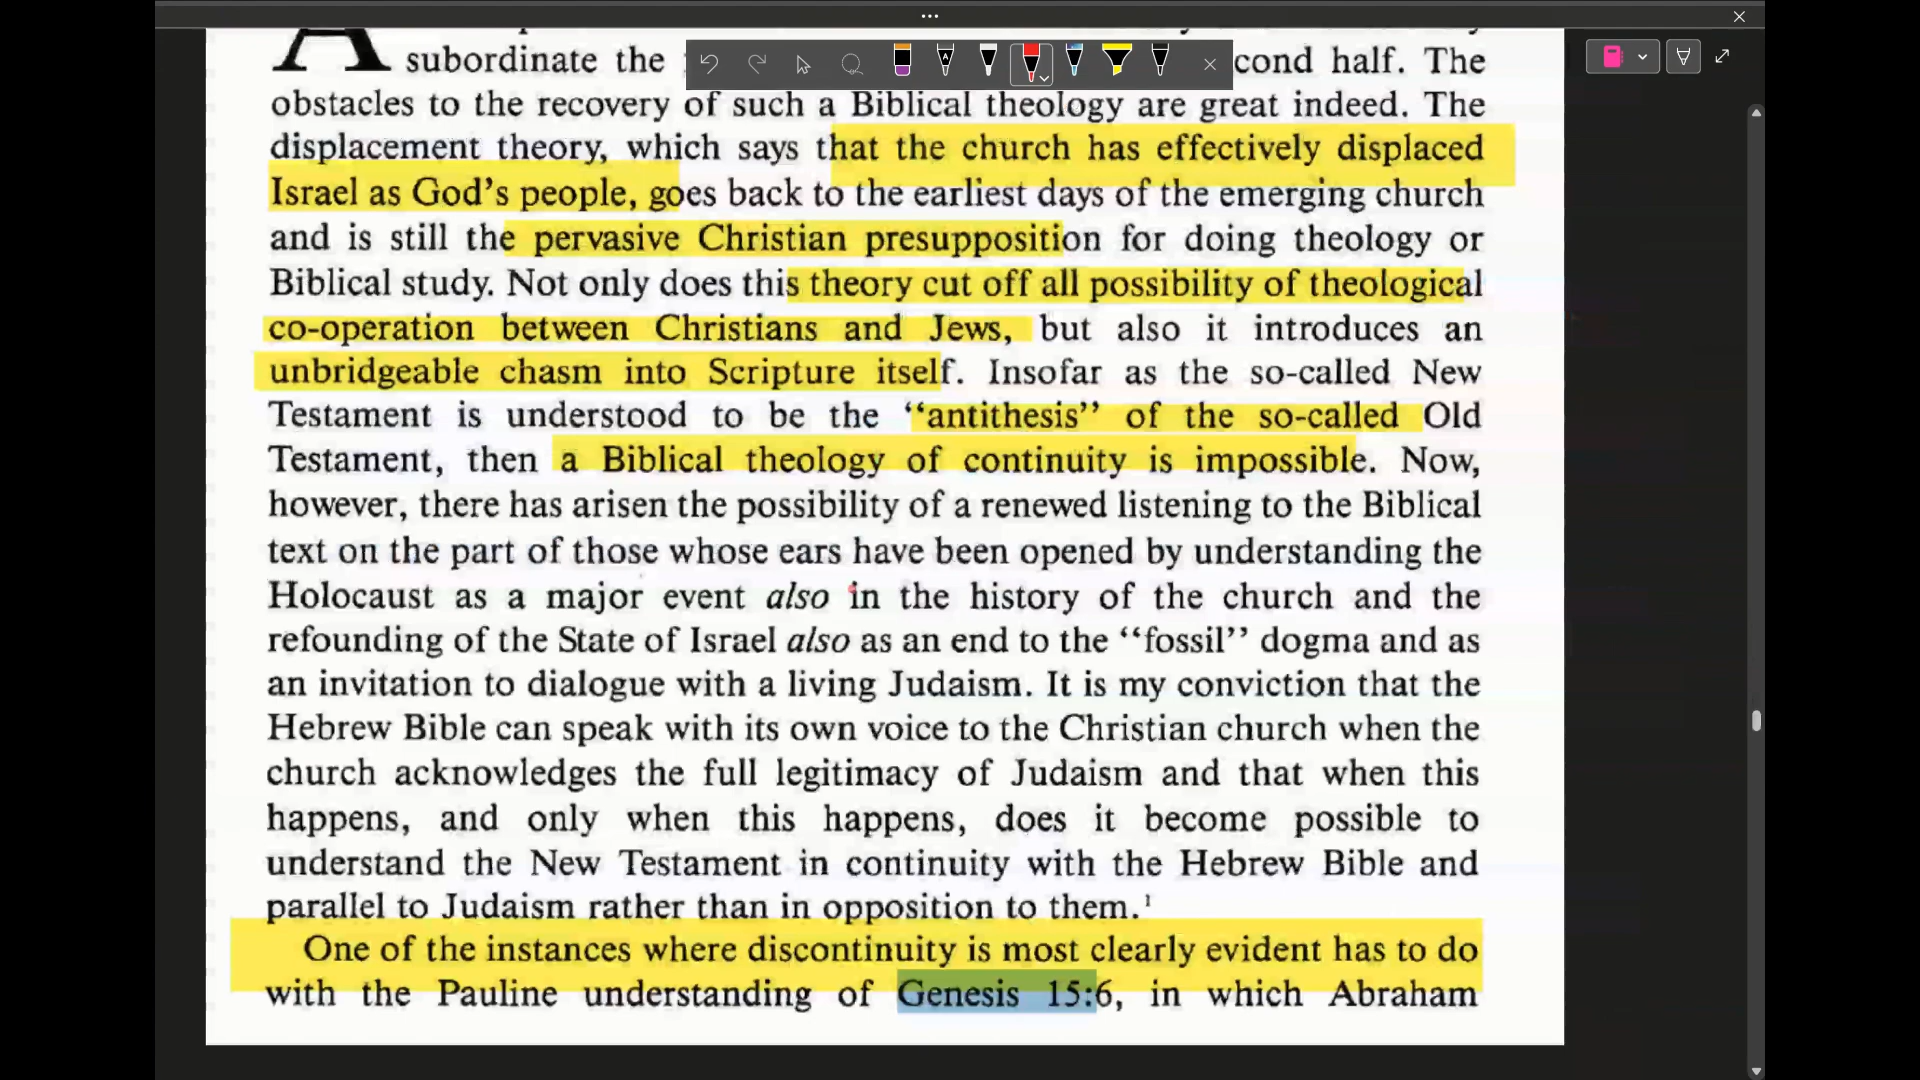 A
subordinate the
cond half. The
obstacles to the recovery of such a Biblical theology are great indeed. The
displacement theory, which says that the church has effectively displaced
Israel as God's people, goes back to the earliest days of the emerging church
and is still the pervasive Christian presupposition for doing theology or
Biblical study. Not only does this theory cut off all possibility of theological
co-operation between Christians and Jews, but also it introduces an
unbridgeable chasm into Scripture itself. Insofar as the so-called New
Testament is understood to be the “antithesis” of the so-called Old
Testament, then a Biblical theology of continuity is impossible. Now,
however, there has arisen the possibility of a renewed listening to the Biblical
text on the part of those whose ears have been opened by understanding the
Holocaust as a major event also in the history of the church and the
refounding of the State of Israel also as an end to the “fossil” dogma and as
an invitation to dialogue with a living Judaism. It is my conviction that the
Hebrew Bible can speak with its own voice to the Christian church when the
church acknowledges the full legitimacy of Judaism and that when this
happens, and only when this happens, does it become possible to
understand the New Testament in continuity with the Hebrew Bible and
parallel to Judaism rather than in opposition to them.¹
One of the instances where discontinuity is most clearly evident has to do
with the Pauline understanding of Genesis 15:6, in which Abraham